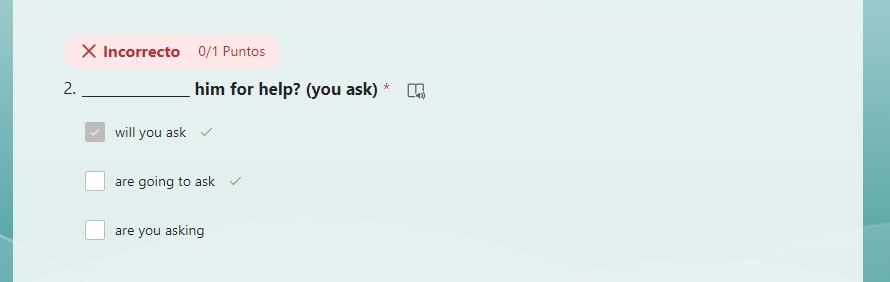 Incorrecto 0/1 Puntos
2. _____________ him for help? (you ask) *
will you ask
are going to ask
are you asking